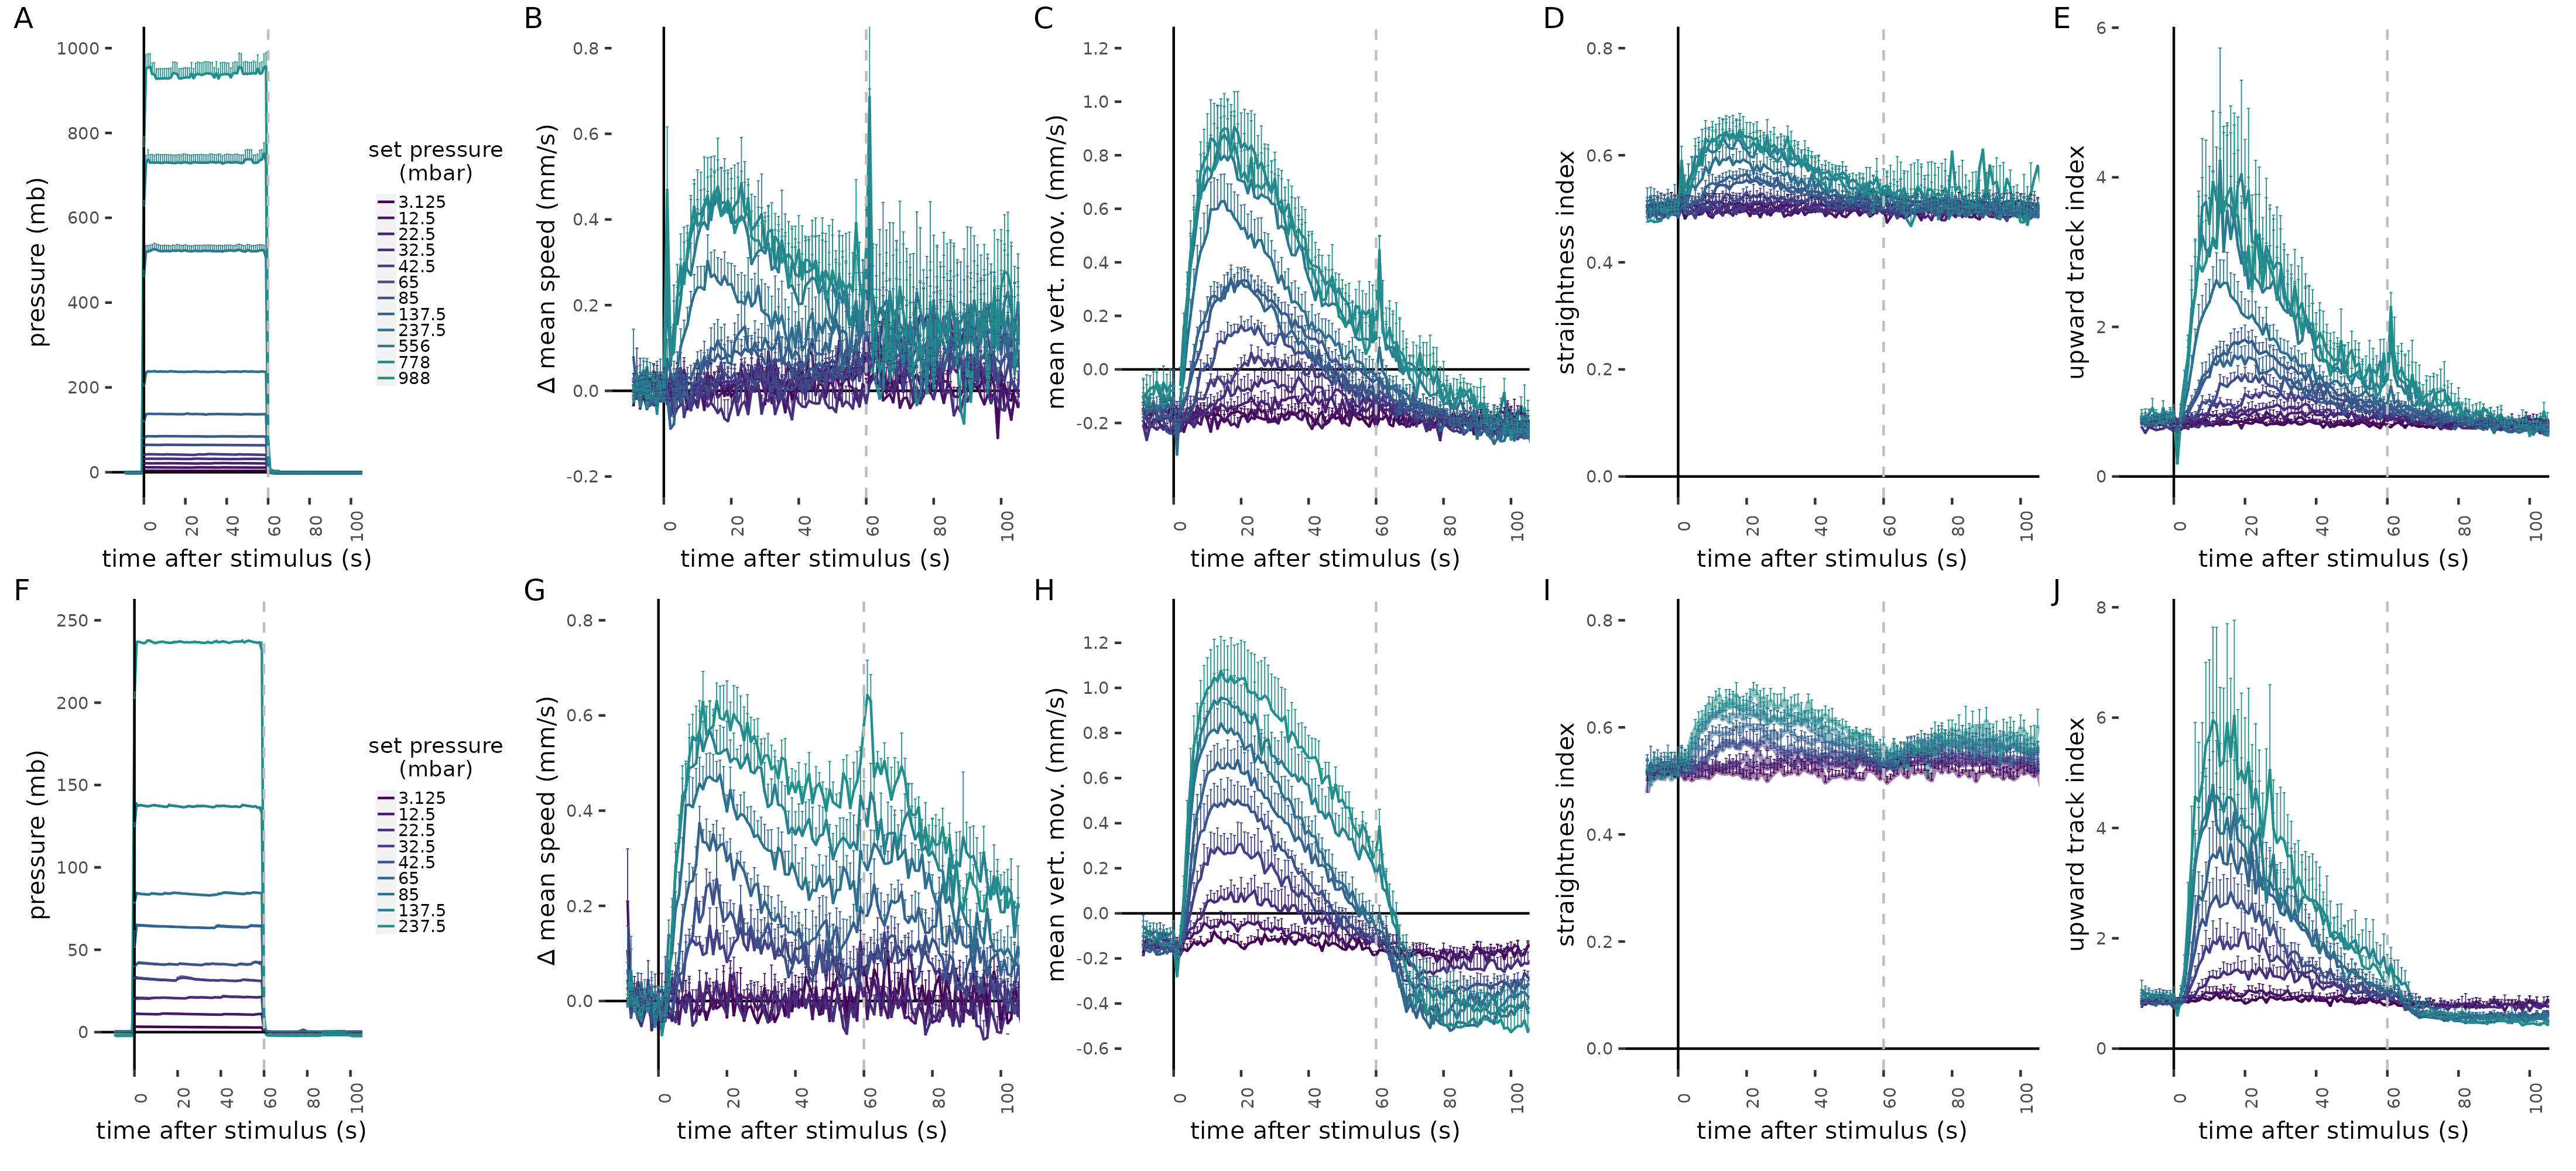 A
1000
800
600
400
200
0
pressure (mb)
0 20 40 60 80 100
time after stimulus (s)
set pressure
(mbar)
3.125
12.5
22.5
32.5
42.5
65
85
137.5
237.5
556
778
988
B
0.8
0.6
0.4
0.2
0.0
-0.2
Δ mean speed (mm/s)
0 20 40 60 80 100
time after stimulus (s)
C
1.2
1.0
0.8
0.6
0.4
0.2
0.0
-0.2
mean vert. mov. (mm/s)
0 20 40 60 80 100
time after stimulus (s)
D
0.8
0.6
0.4
0.2
0.0
straightness index
0 20 40 60 80 100
time after stimulus (s)
E
6
4
2
0
upward track index
0 20 40 60 80 100
time after stimulus (s)
F
250
200
150
100
50
0
pressure (mb)
0 20 40 60 80 100
time after stimulus (s)
set pressure
(mbar)
3.125
12.5
22.5
32.5
42.5
65
85
137.5
237.5
G
0.8
0.6
0.4
0.2
0.0
Δ mean speed (mm/s)
0 20 40 60 80 100
time after stimulus (s)
H
1.2
1.0
0.8
0.6
0.4
0.2
0.0
-0.2
-0.4
-0.6
mean vert. mov. (mm/s)
0 20 40 60 80 100
time after stimulus (s)
I
0.8
0.6
0.4
0.2
0.0
straightness index
0 20 40 60 80 100
time after stimulus (s)
J
8
6
4
2
0
upward track index
0 20 40 60 80 100
time after stimulus (s)